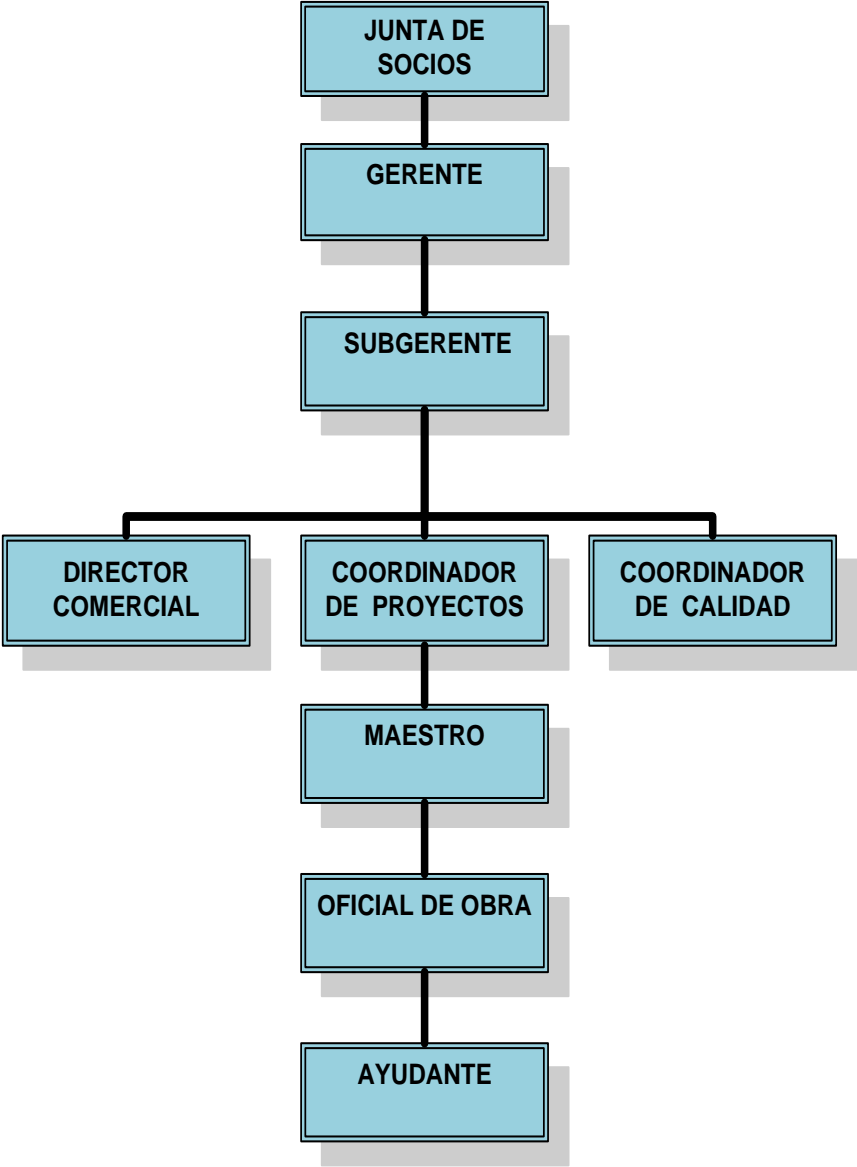 JUNTA DE
SOCIOS
GERENTE
SUBGERENTE
DIRECTOR
COMERCIAL
COORDINADOR
DE PROYECTOS
COORDINADOR
DE CALIDAD
MAESTRO
OFICIAL DE OBRA
AYUDANTE